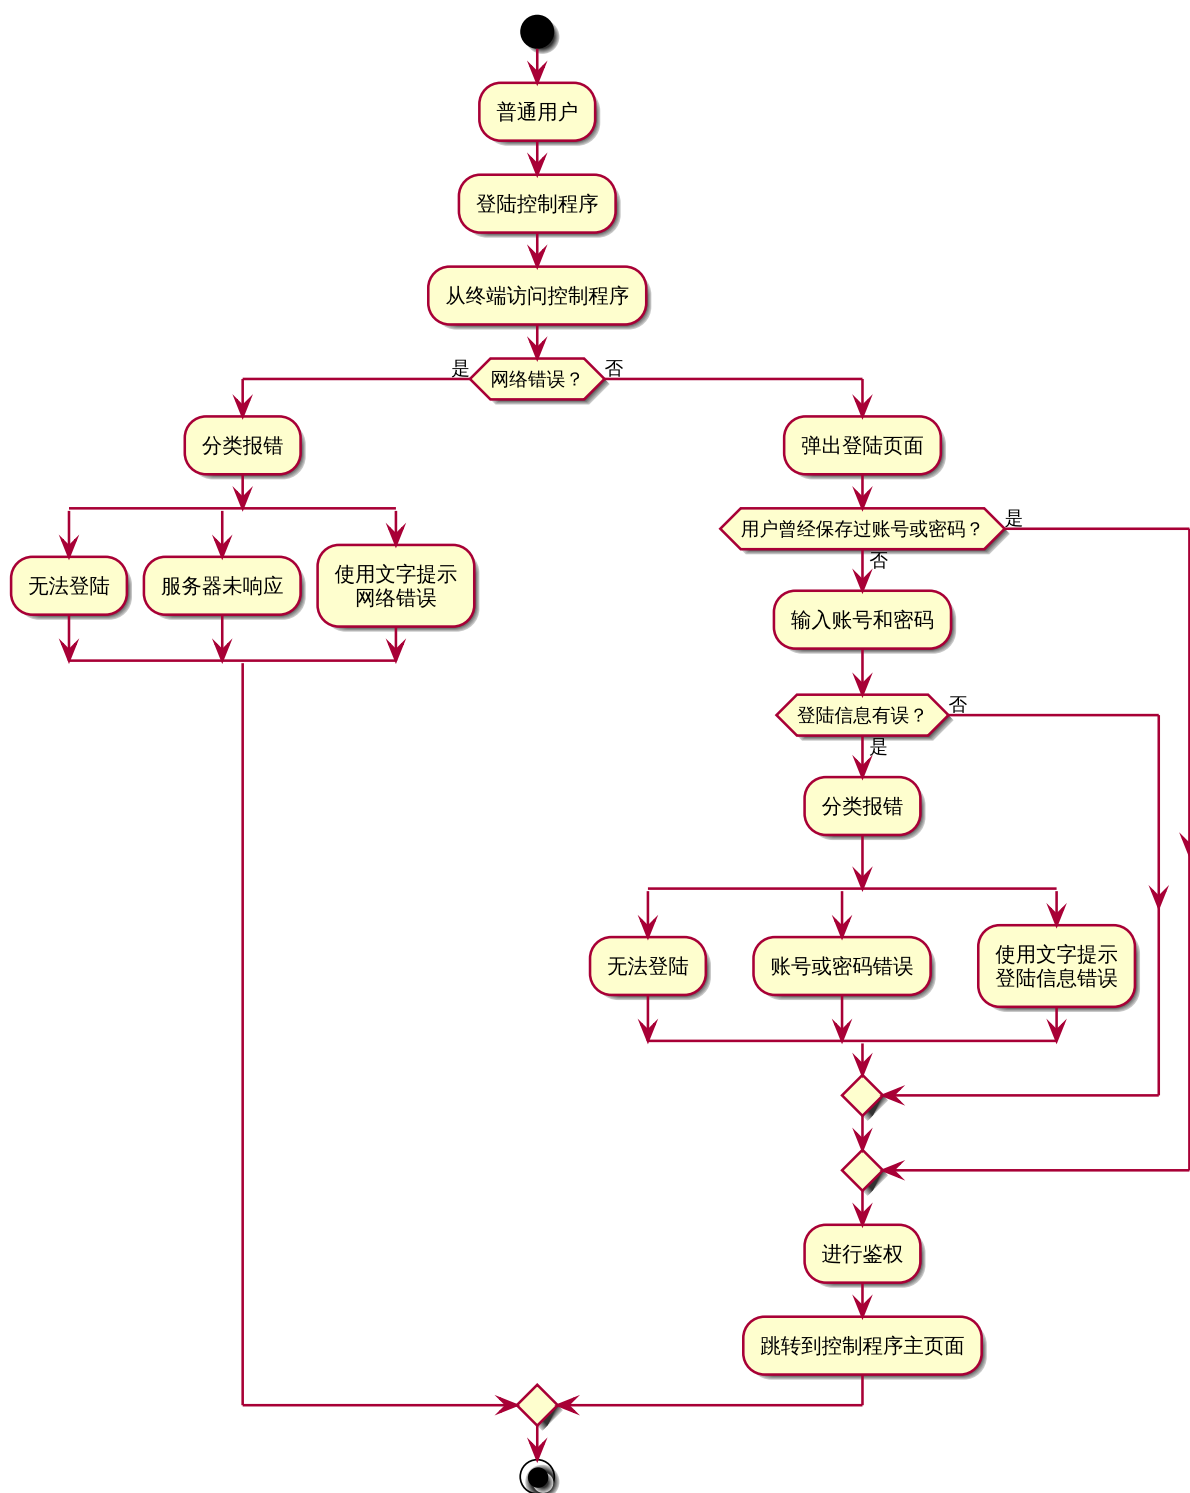 普通用户
登陆控制程序
从终端访问控制程序
是
网络错误？
否
分类报错
无法登陆
服务器未响应
使用文字提示
网络错误
弹出登陆页面
用户曾经保存过账号或密码？
是
否
输入账号和密码
登陆信息有误？
否
是
分类报错
无法登陆
账号或密码错误
使用文字提示
登陆信息错误
进行鉴权
跳转到控制程序主页面